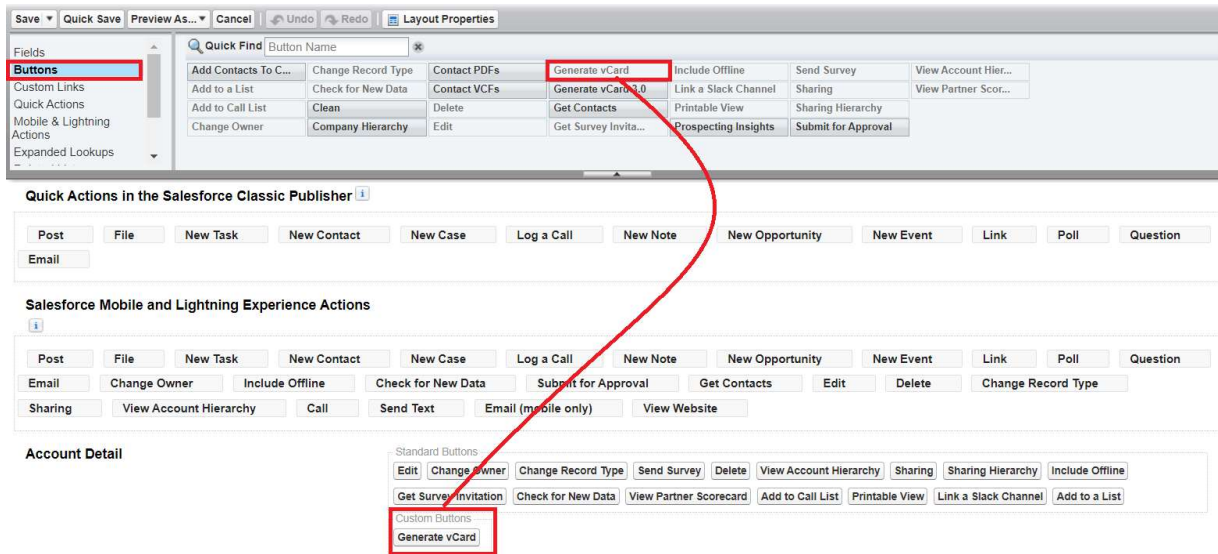 Save Quick Save Preview As... Cancel Undo Redo Layout Properties
Fields
Buttons
Custom Links
Quick Actions
Mobile & Lightning
Actions
Expanded Lookups
Quick Find Button Name
Add Contacts To C... Change Record Type Contact PDFs Generate vCard Include Offline Send Survey View Account Hier...
Add to a List Check for New Data Contact VCFs Generate vCard 3.0 Link a Slack Channel Sharing View Partner Scor...
Add to Call List Clean Delete Get Contacts Printable View Sharing Hierarchy
Change Owner Company Hierarchy Edit Get Survey Invita... Prospecting Insights Submit for Approval
Quick Actions in the Salesforce Classic Publisher i
Post File New Task New Contact New Case Log a Call New Note New Opportunity New Event Link Poll Question
Email
Salesforce Mobile and Lightning Experience Actions
i
Post File New Task New Contact New Case Log a Call New Note New Opportunity New Event Link Poll Question
Email Change Owner Include Offline Check for New Data Submit for Approval Get Contacts Edit Delete Change Record Type
Sharing View Account Hierarchy Call Send Text Email (mobile only) View Website
Account Detail
Standard Buttons
Edit Change Owner Change Record Type Send Survey Delete View Account Hierarchy Sharing Sharing Hierarchy Include Offline
Get Survey Invitation Check for New Data View Partner Scorecard Add to Call List Printable View Link a Slack Channel Add to a List
Custom Buttons
Generate vCard